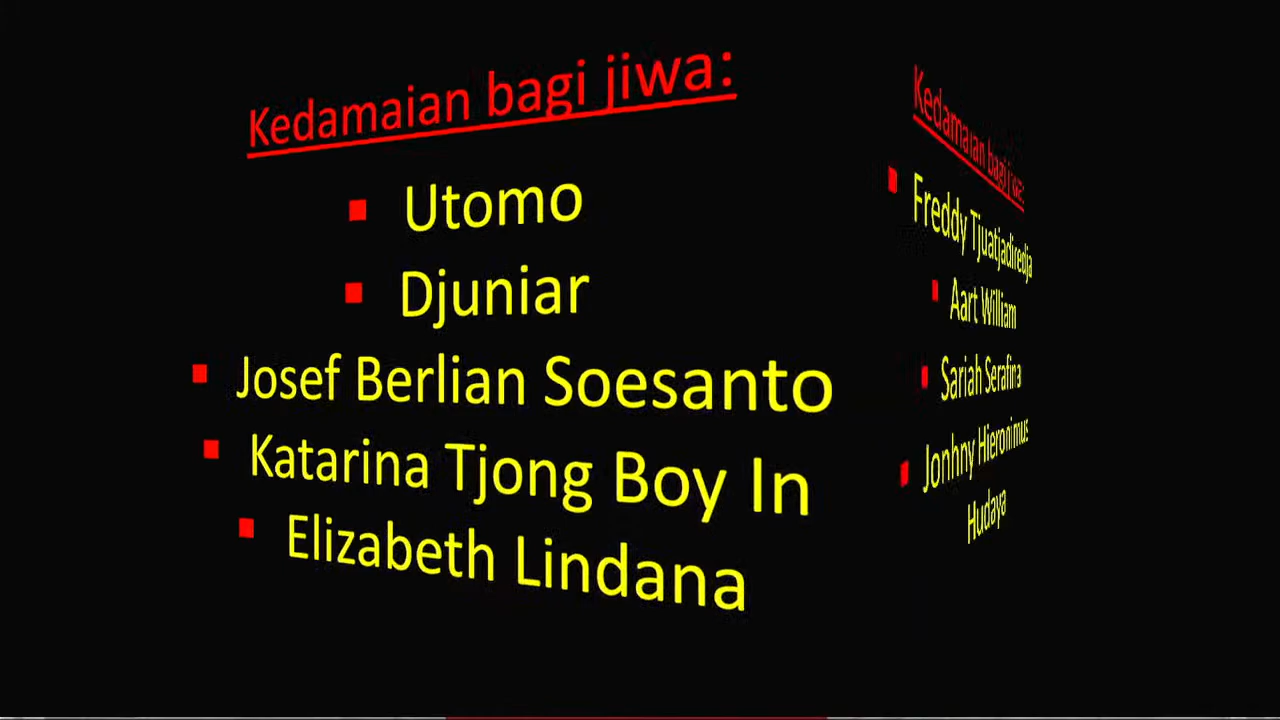 Kedamaian bagi jiwa:
▪ Utomo
▪ Djuniar
▪ Josef Berlian Soesanto
▪ Katarina Tjong Boy In
▪ Elizabeth Lindana
Kedamaian bagi jiwa:
▪ Freddy Tjuatjadiredja
▪ Aart William
▪ Sariah Serafina
▪ Jonhny Hieronimus
Hudaya